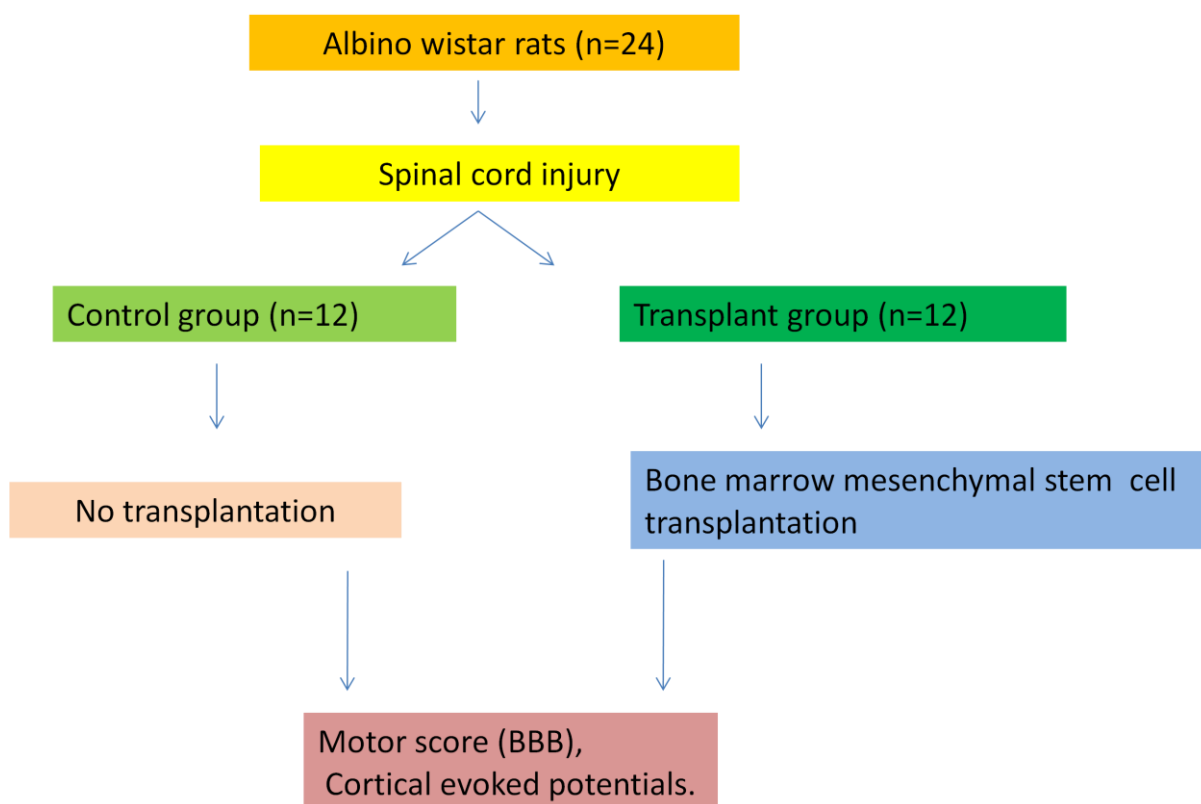 Albino wistar rats (n=24)
Spinal cord injury
Control group (n=12)
Transplant group (n=12)
No transplantation
Bone marrow mesenchymal stem  cell
transplantation
Motor score (BBB),
Cortical evoked potentials.